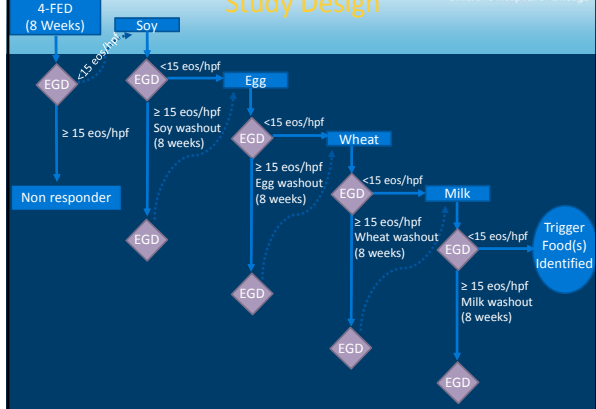 Study Design
4-FED
(8 Weeks)
Soy
EGD
<15 eos/hpf
EGD
<15 eos/hpf
Egg
≥ 15 eos/hpf
≥ 15 eos/hpf
Soy washout
(8 weeks)
EGD
<15 eos/hpf
Wheat
Non responder
≥ 15 eos/hpf
Egg washout
(8 weeks)
EGD
<15 eos/hpf
Milk
EGD
≥ 15 eos/hpf
Wheat washout
(8 weeks)
EGD
<15 eos/hpf
Trigger
Food(s)
Identified
EGD
≥ 15 eos/hpf
Milk washout
(8 weeks)
EGD
EGD